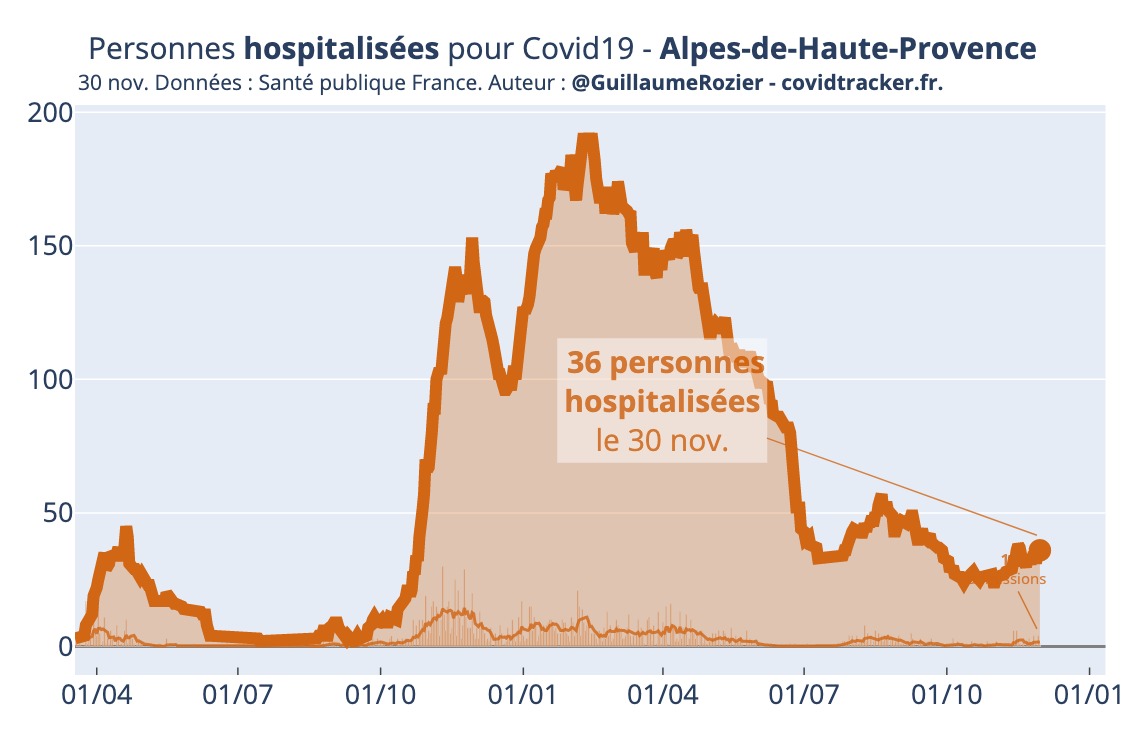 Personnes hospitalisées pour Covid19 - Alpes-de-Haute-Provence
30 nov. Données : Santé publique France. Auteur : @GuillaumeRozier - covidtracker.fr.
200
150
100
50
0
36 personnes
hospitalisées
le 30 nov.
01/04 01/07 01/10 01/01 01/04 01/07 01/10 01/01